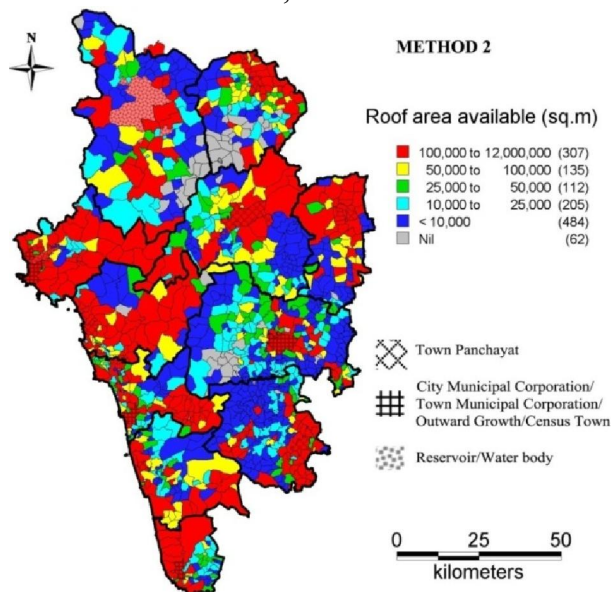 METHOD 2
N
Roof area available (sq.m)
100,000 to 12,000,000 (307)
50,000 to 100,000 (135)
25,000 to 50,000 (112)
10,000 to 25,000 (205)
< 10,000 (484)
Nil (62)
Town Panchayat
City Municipal Corporation/
Town Municipal Corporation/
Outward Growth/Census Town
Reservoir/Water body
0 25 50
kilometers